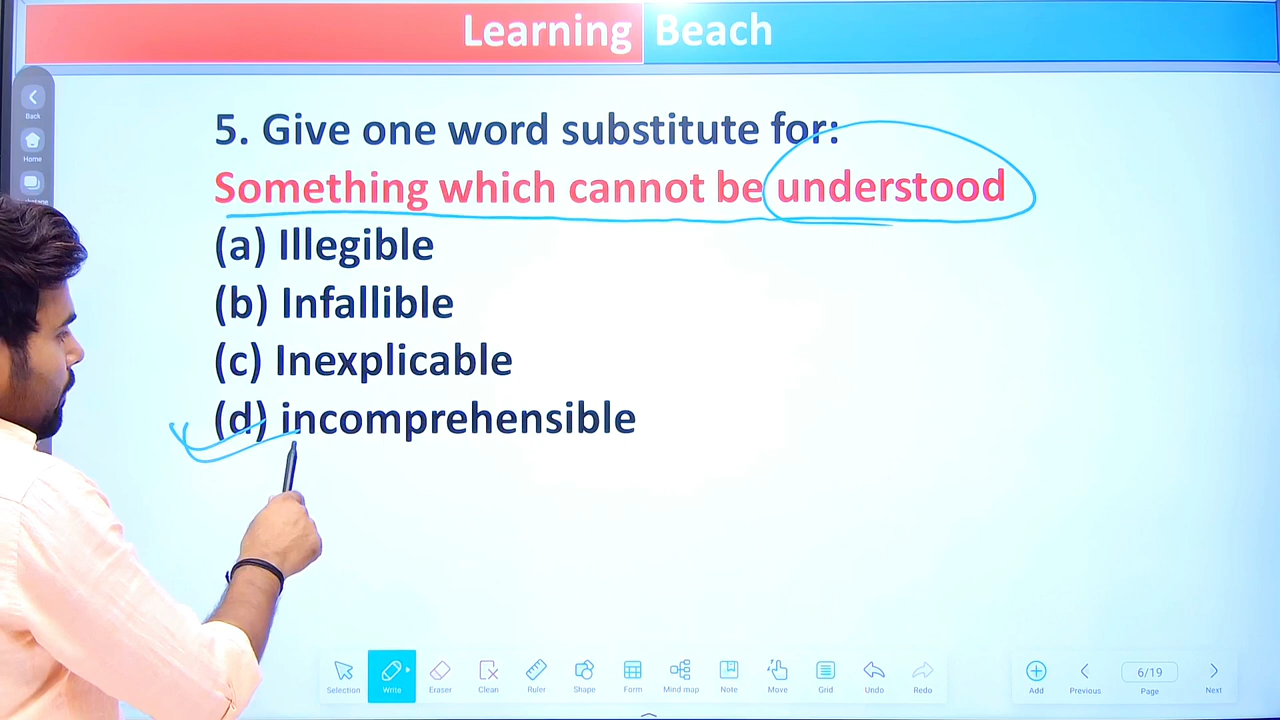 Learning Beach
Back
Home
5. Give one word substitute for:
Something which cannot be understood
(a) Illegible
(b) Infallible
(c) Inexplicable
(d) incomprehensible
Selection Write Eraser Clean Ruler Shape Form Mind map Note Move Grid Undo Redo Add Previous 6/19 Page Next